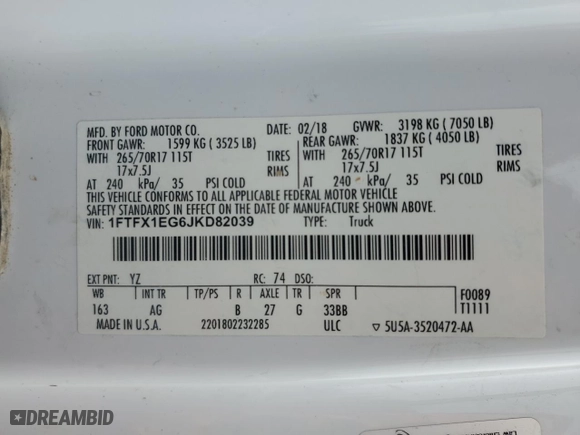 MFD. BY FORD MOTOR CO. 02/18 GVWR: 3198 KG ( 7050 LB)
FRONT GAWR: 1599 KG ( 3525 LB) REAR GAWR: 1837 KG ( 4050 LB)
WITH 265/70R17 115T TIRES WITH 265/70R17 115T TIRES
17x7.5J RIMS 17x7.5J RIMS
AT 240 kPa/ 35 PSI COLD AT 240 kPa/ 35 PSI COLD
THIS VEHICLE CONFORMS TO ALL APPLICABLE FEDERAL MOTOR VEHICLE
SAFETY STANDARDS IN EFFECT ON THE DATE OF MANUFACTURE SHOWN ABOVE.
VIN: 1FTFX1EG6JKD82039 TYPE: Truck
EXT PNT: YZ RC: 74 DSO:
WB INT TR TP/PS R AXLE TR SPR F0089
163 AG B 27 G 33BB T1111
MADE IN U.S.A. 2201802232285 ULC 5U5A-3520472-AA
DREAMBID